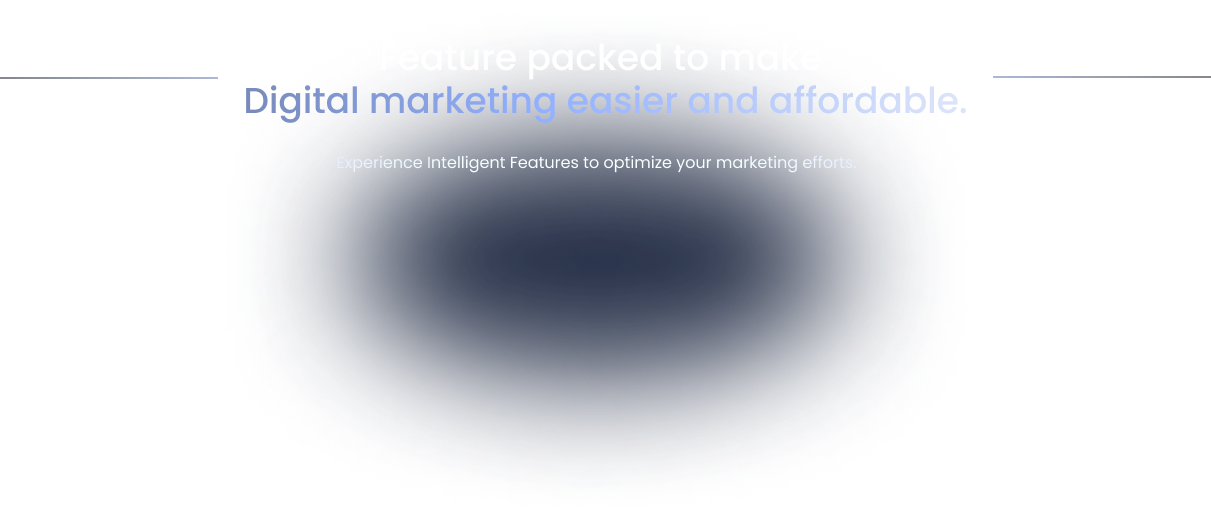 Feature packed to make
Digital marketing easier and affordable.
Experience Intelligent Features to optimize your marketing efforts.